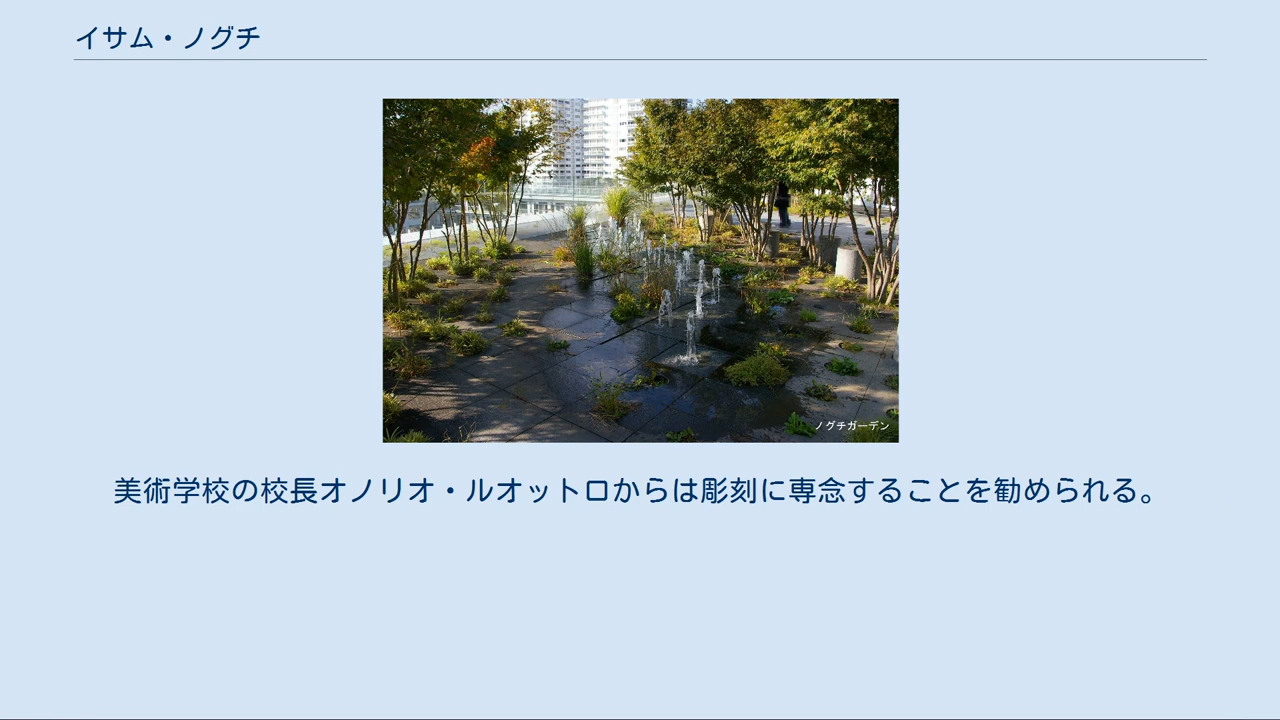 イサム・ノグチ
ノグチガーデン
美術学校の校長オノリオ・ルオットロからは彫刻に専念することを勧められる。